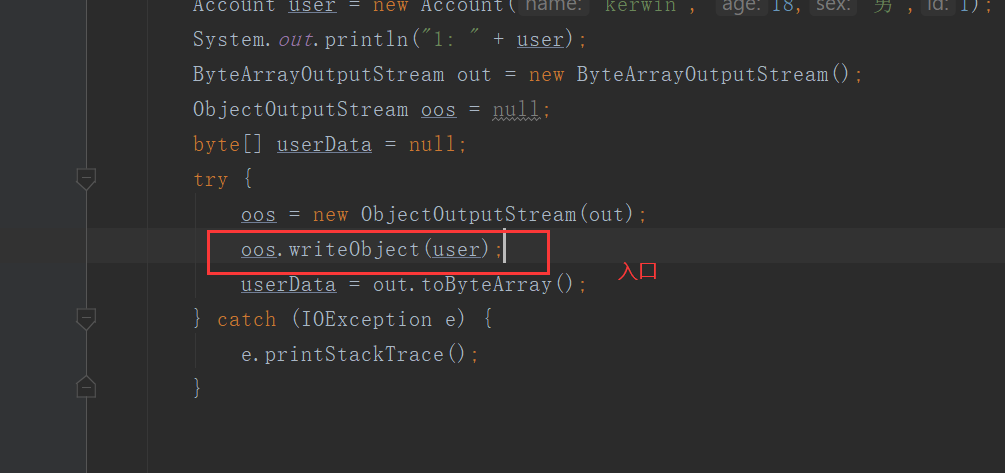 Account user = new Account( name: "kerwin", age: 18, sex: "男", id: 1);
System.out.println("1: " + user);
ByteArrayOutputStream out = new ByteArrayOutputStream();
ObjectOutputStream oos = null;
byte[] userData = null;
try {
oos = new ObjectOutputStream(out);
oos.writeObject(user);
入口
userData = out.toByteArray();
} catch (IOException e) {
e.printStackTrace();
}